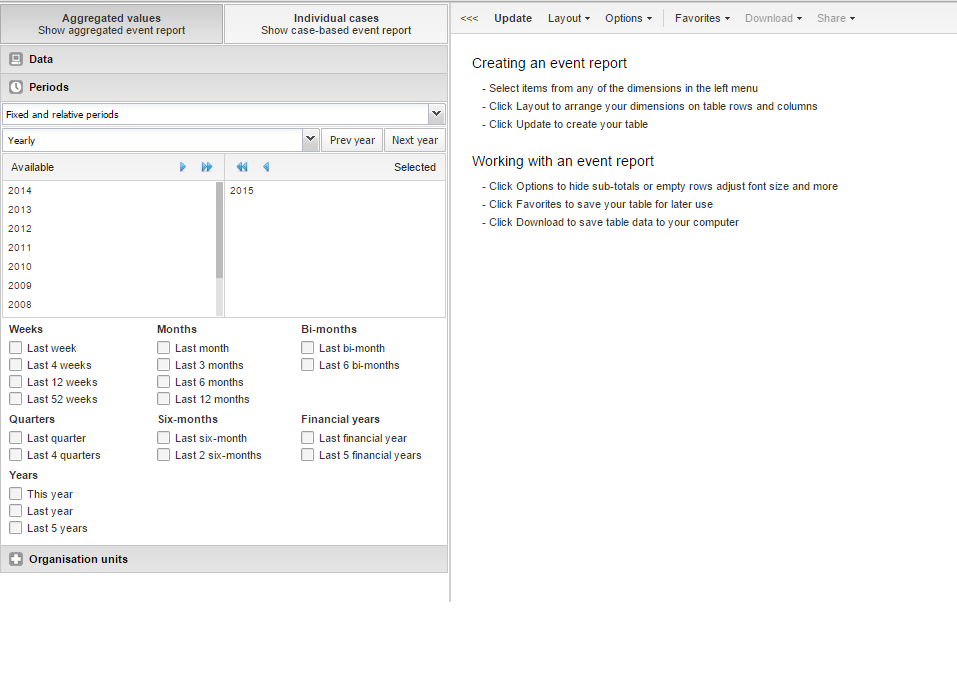 Aggregated values
Show aggregated event report
Individual cases
Show case-based event report
Data
Periods
Fixed and relative periods
Yearly
Prev year
Next year
Available
Selected
2014
2013
2012
2011
2010
2009
2008
2015
Weeks
Last week
Last 4 weeks
Last 12 weeks
Last 52 weeks
Months
Last month
Last 3 months
Last 6 months
Last 12 months
Bi-months
Last bi-month
Last 6 bi-months
Quarters
Last quarter
Last 4 quarters
Six-months
Last six-month
Last 2 six-months
Financial years
Last financial year
Last 5 financial years
Years
This year
Last year
Last 5 years
Organisation units
<<< Update Layout Options Favorites Download Share
Creating an event report
- Select items from any of the dimensions in the left menu
- Click Layout to arrange your dimensions on table rows and columns
- Click Update to create your table
Working with an event report
- Click Options to hide sub-totals or empty rows adjust font size and more
- Click Favorites to save your table for later use
- Click Download to save table data to your computer